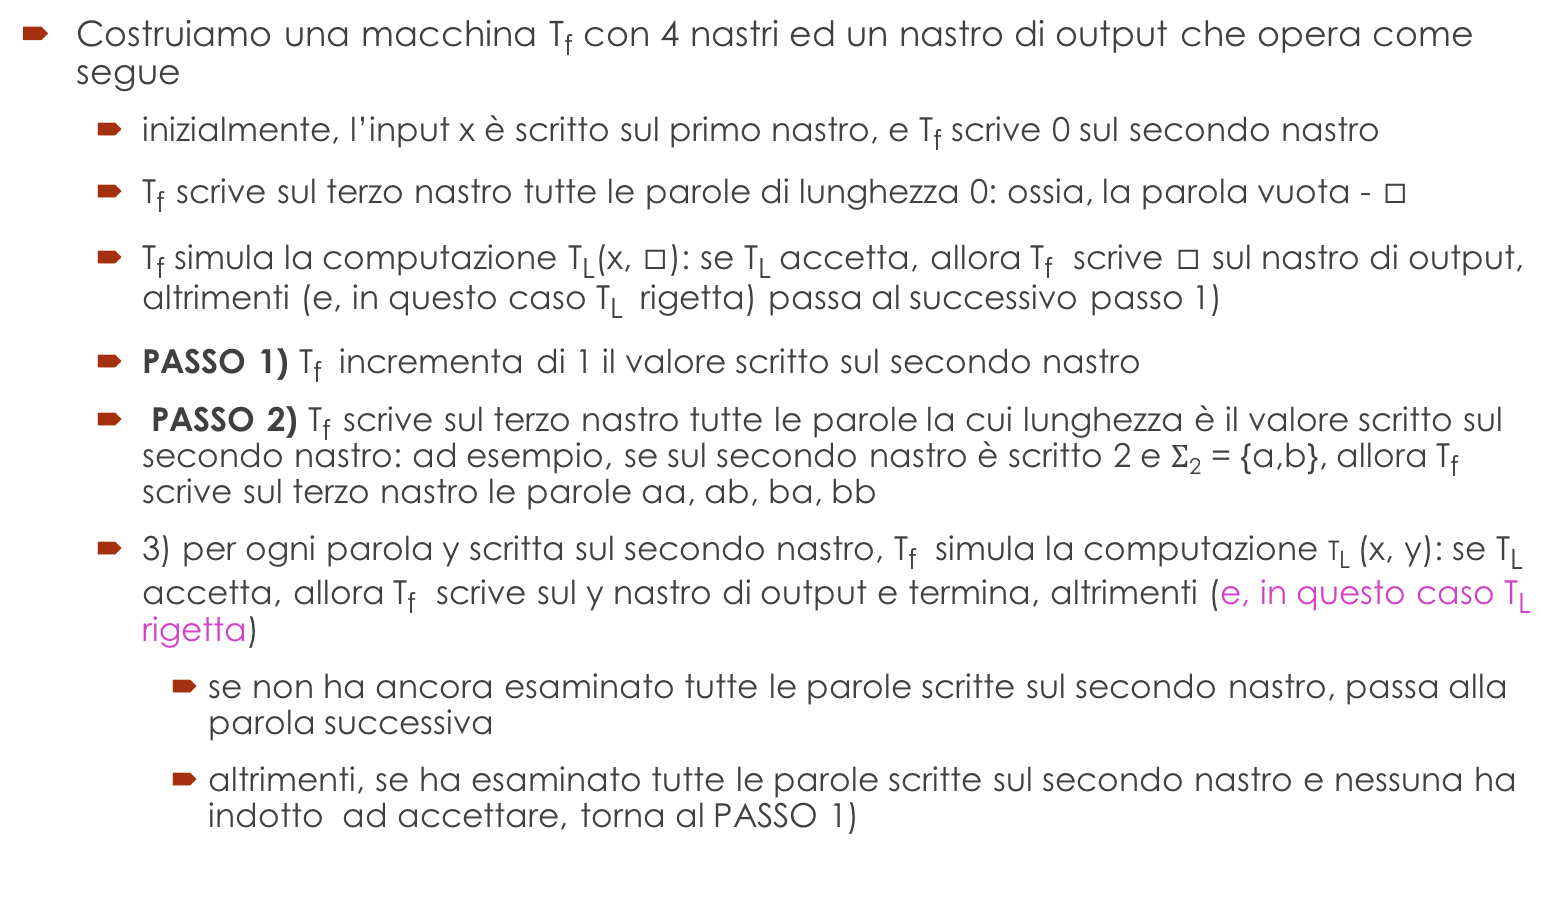 Costruiamo una macchina Tf con 4 nastri ed un nastro di output che opera come
segue
inizialmente, l’input x è scritto sul primo nastro, e Tf scrive 0 sul secondo nastro
Tf scrive sul terzo nastro tutte le parole di lunghezza 0: ossia, la parola vuota - □
Tf simula la computazione TL(x, □): se TL accetta, allora Tf scrive □ sul nastro di output,
altrimenti (e, in questo caso TL rigetta) passa al successivo passo 1)
PASSO 1) Tf incrementa di 1 il valore scritto sul secondo nastro
PASSO 2) Tf scrive sul terzo nastro tutte le parole la cui lunghezza è il valore scritto sul
secondo nastro: ad esempio, se sul secondo nastro è scritto 2 e Σ2 = {a,b}, allora Tf
scrive sul terzo nastro le parole aa, ab, ba, bb
3) per ogni parola y scritta sul secondo nastro, Tf simula la computazione TL (x, y): se TL
accetta, allora Tf scrive sul y nastro di output e termina, altrimenti (e, in questo caso TL
rigetta)
se non ha ancora esaminato tutte le parole scritte sul secondo nastro, passa alla
parola successiva
altrimenti, se ha esaminato tutte le parole scritte sul secondo nastro e nessuna ha
indotto ad accettare, torna al PASSO 1)